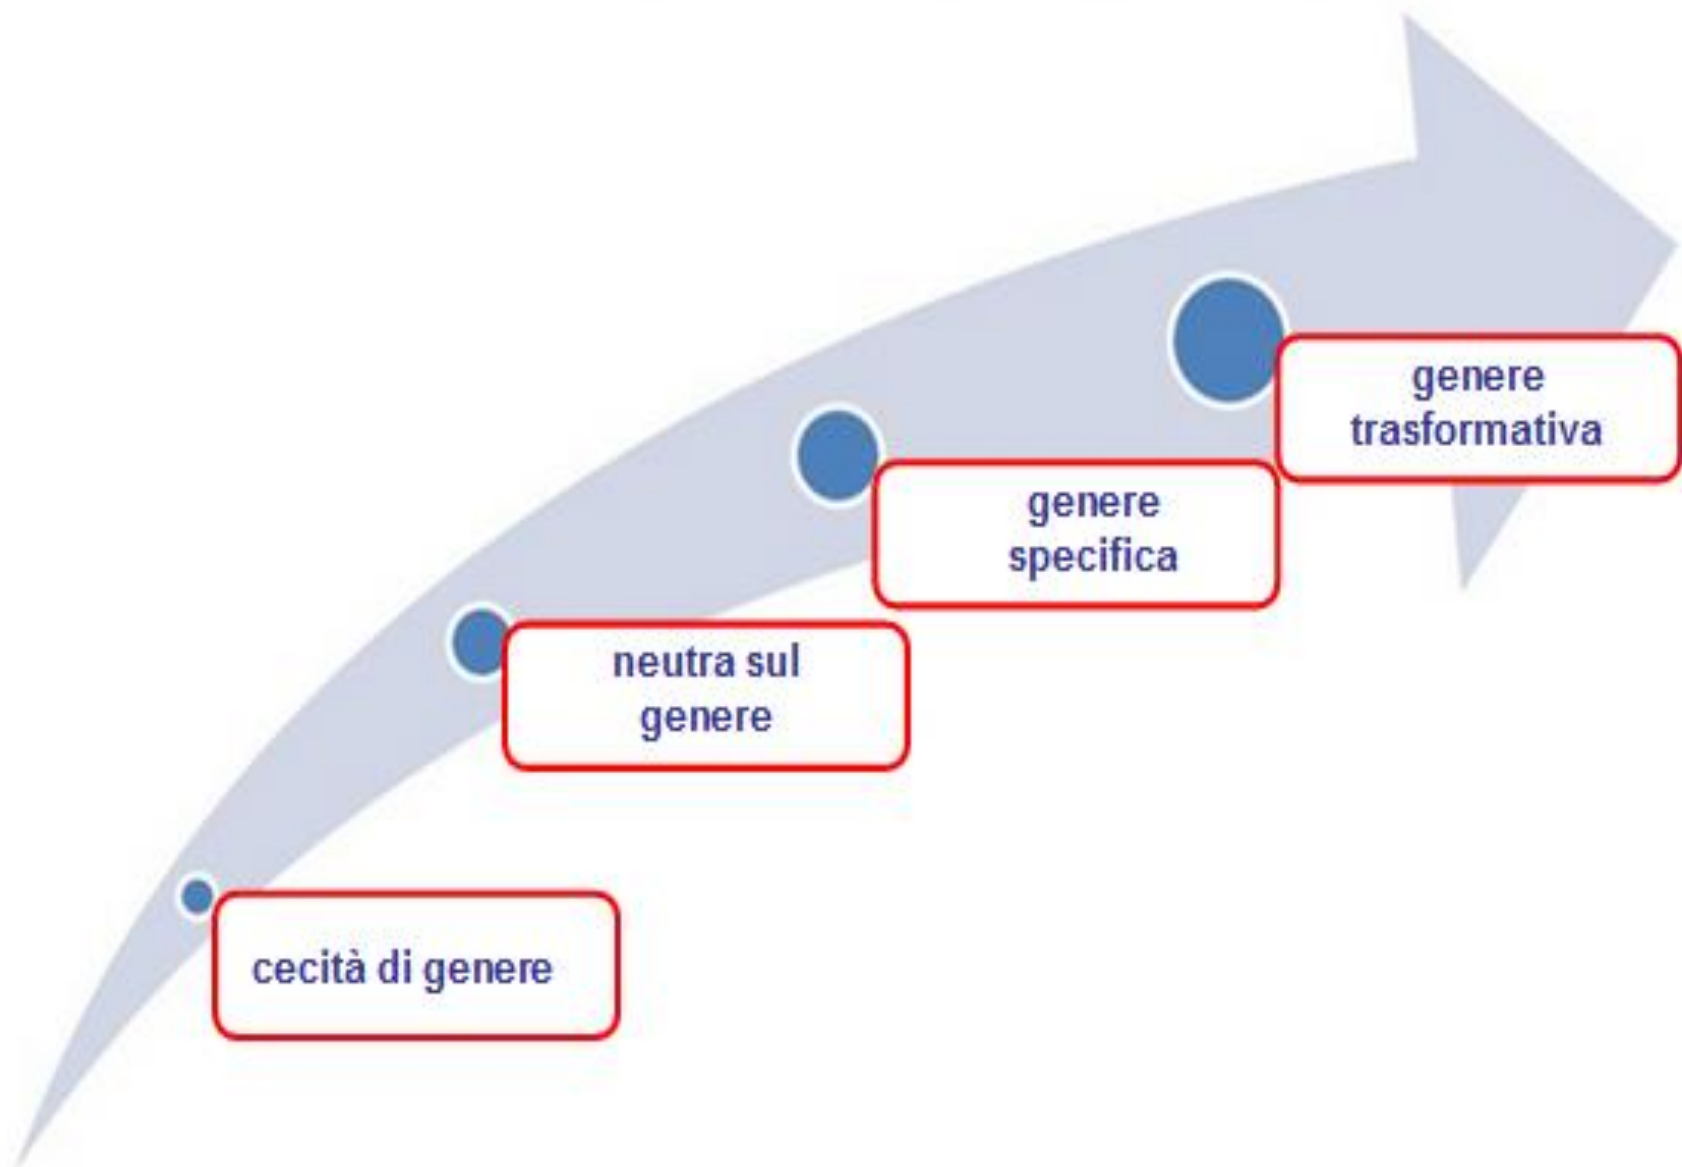 genere
trasformativa
genere
specifica
neutra sul
genere
cecità di genere